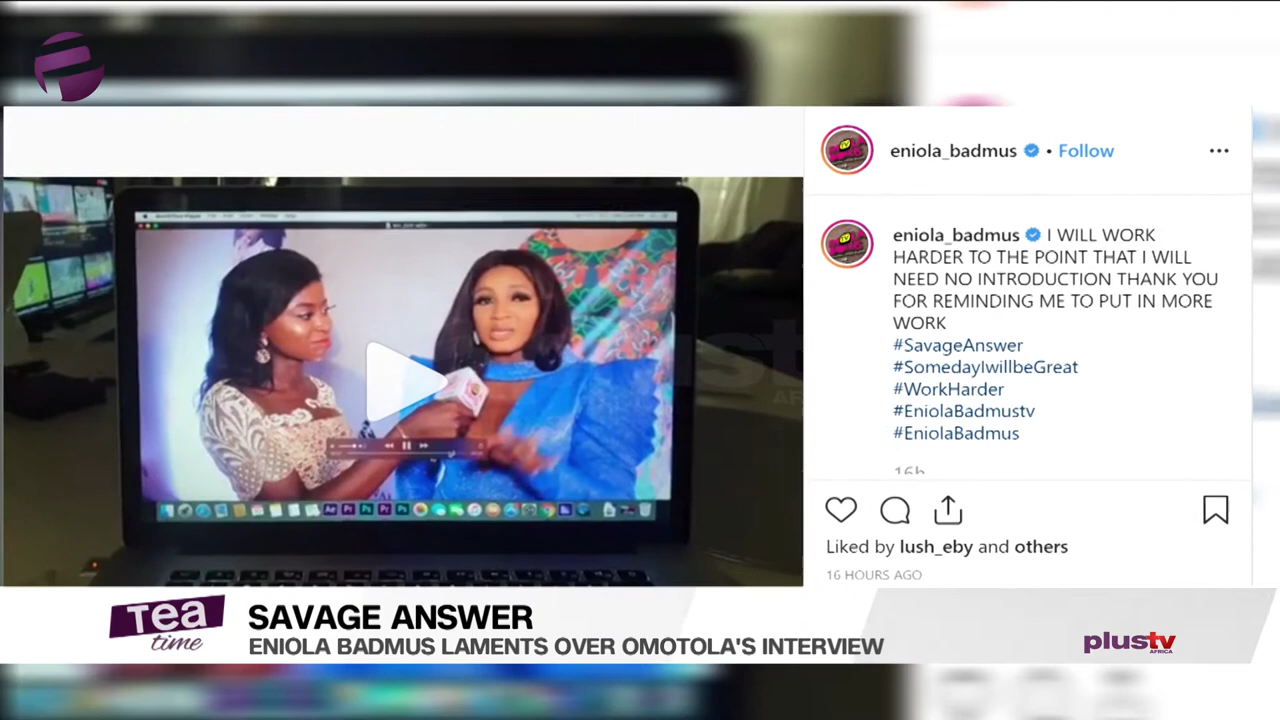 eniola_badmus • Follow
eniola_badmus I WILL WORK
HARDER TO THE POINT THAT I WILL
NEED NO INTRODUCTION THANK YOU
FOR REMINDING ME TO PUT IN MORE
WORK
#SavageAnswer
#SomedayIwillbeGreat
#WorkHarder
#EniolaBadmustv
#EniolaBadmus
16h
Liked by lush_eby and others
16 HOURS AGO
Tea
time
SAVAGE ANSWER
ENIOLA BADMUS LAMENTS OVER OMOTOLA'S INTERVIEW
plustv
AFRICA